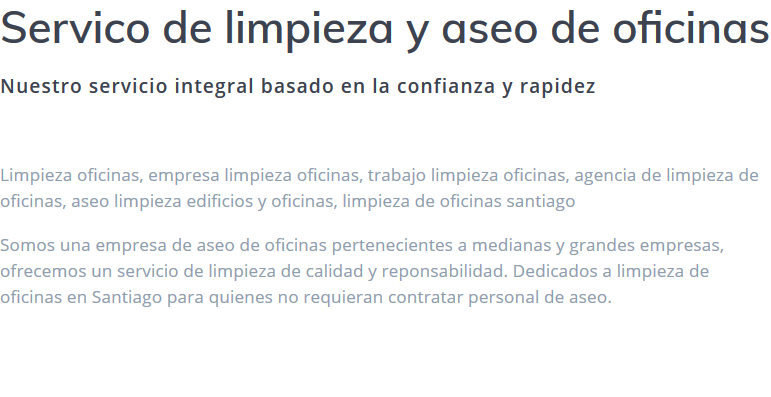 Servico de limpieza y aseo de oficinas
Nuestro servicio integral basado en la confianza y rapidez
Limpieza oficinas, empresa limpieza oficinas, trabajo limpieza oficinas, agencia de limpieza de
oficinas, aseo limpieza edificios y oficinas, limpieza de oficinas santiago
Somos una empresa de aseo de oficinas pertenecientes a medianas y grandes empresas,
ofrecemos un servicio de limpieza de calidad y reponsabilidad. Dedicados a limpieza de
oficinas en Santiago para quienes no requieran contratar personal de aseo.